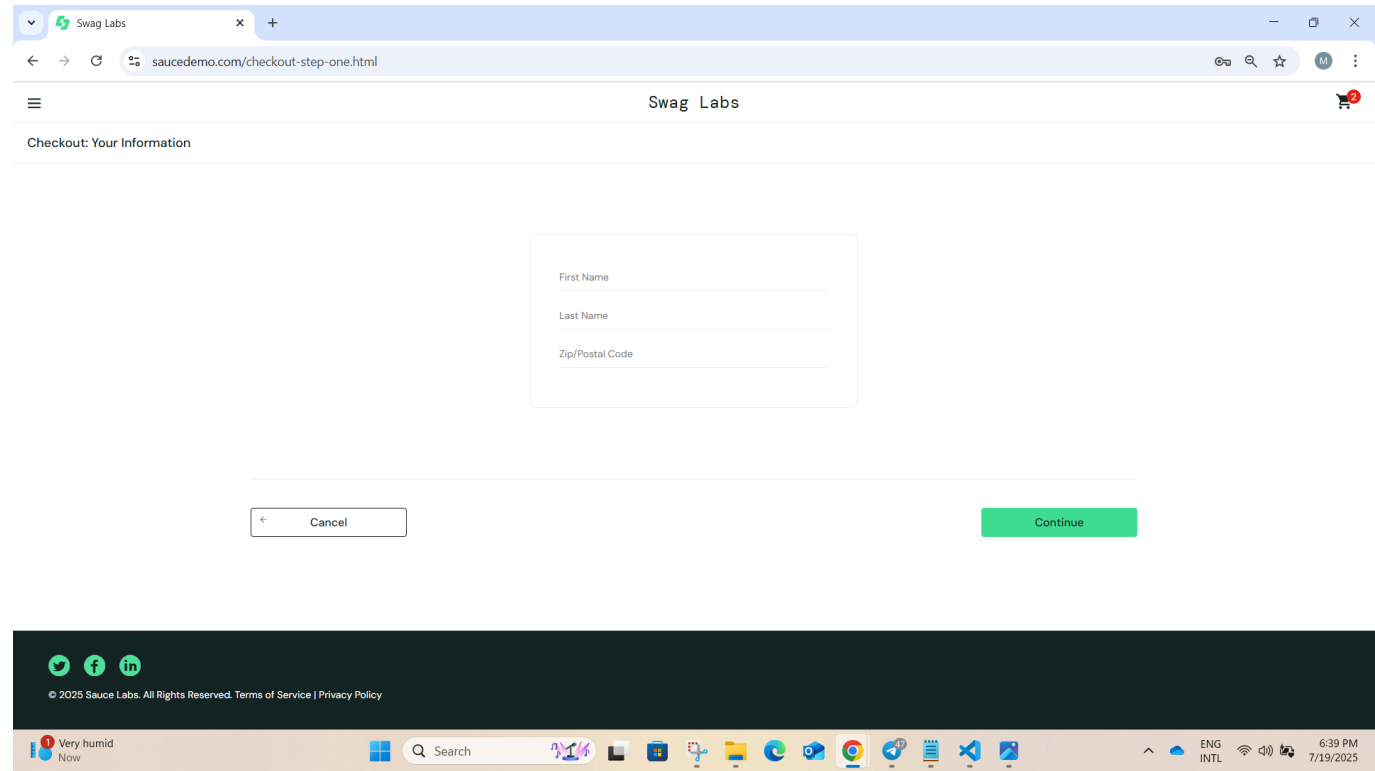 Swag Labs
saucedemo.com/checkout-step-one.html
M
Swag Labs
2
Checkout: Your Information
First Name
Last Name
Zip/Postal Code
Cancel
Continue
© 2025 Sauce Labs. All Rights Reserved. Terms of Service | Privacy Policy
1
Very humid
Now
Search
47
ENG
INTL
6:39 PM
7/19/2025